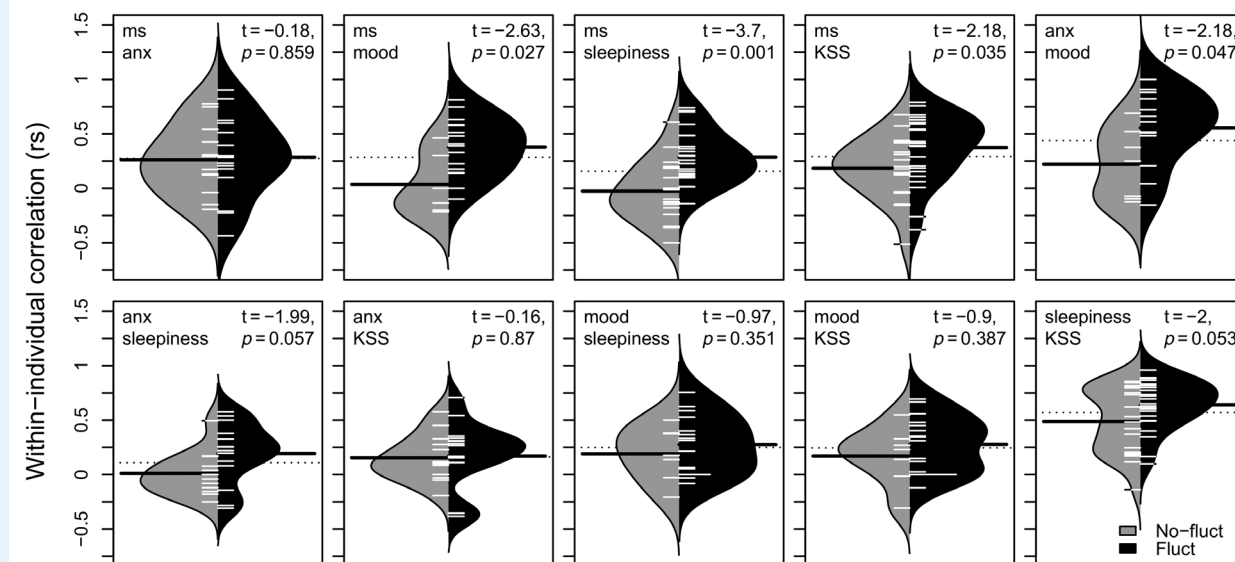 Within−individual correlation (rs)
1.5
1
0.5
0
−0.5
ms t=−0.18,
anx p=0.859
ms t=−2.63,
mood p=0.027
ms t=−3.7,
sleepiness p=0.001
ms t=−2.18,
KSS p=0.035
anx t=−2.18,
mood p=0.047
1.5
1
0.5
0
−0.5
anx t=−1.99,
sleepiness p=0.057
anx t=−0.16,
KSS p=0.87
mood t=−0.97,
sleepiness p=0.351
mood t=−0.9,
KSS p=0.387
sleepiness t=−2,
KSS p=0.053
No−fluct
Fluct